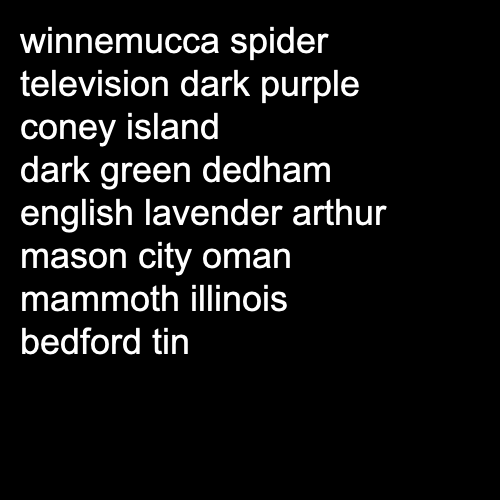 winnemucca spider
television dark purple
coney island
dark green dedham
english lavender arthur
mason city oman
mammoth illinois
bedford tin